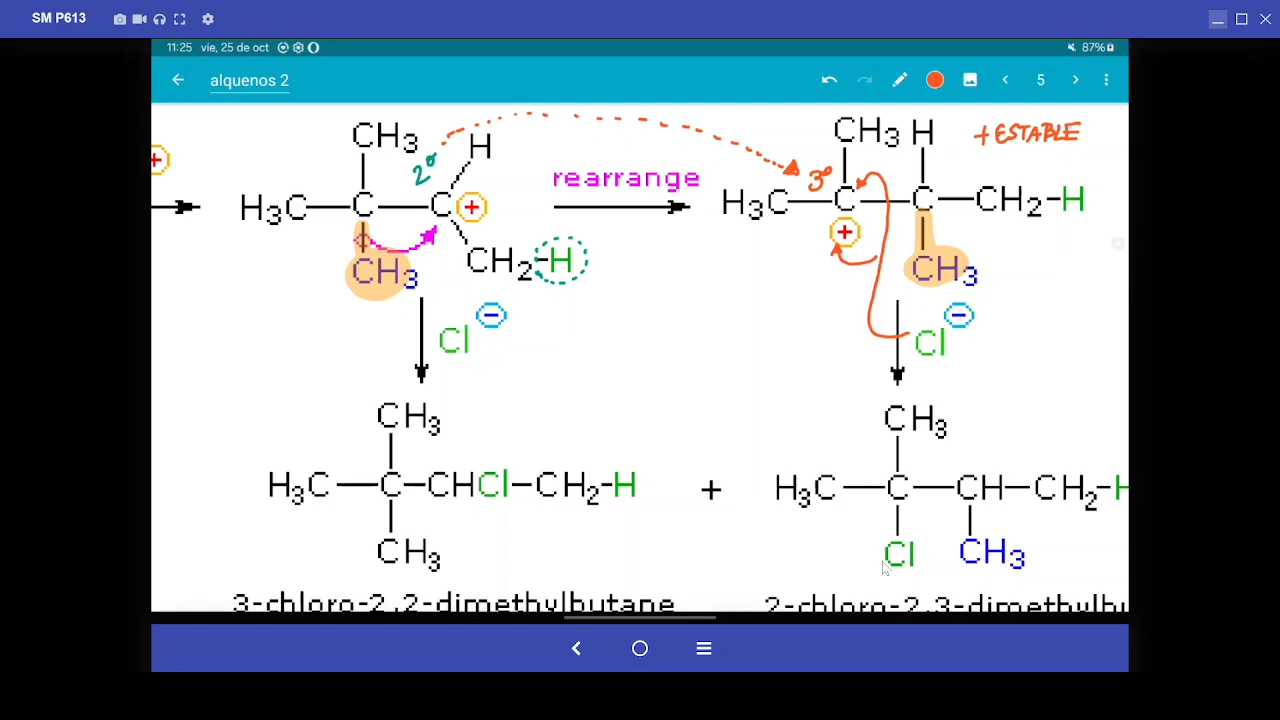 SM P613
11:25 vie, 25 de oct 87%
alquenos 2 5
CH3 H CH3 H + ESTABLE
2° rearrange 3°
H3C C C + H3C C C CH2-H
+
CH3 CH2-H CH3
Cl - Cl -
CH3 CH3
H3C C CHCl-CH2-H + H3C C CH CH2-H
CH3 Cl CH3
3-chloro-2,2-dimethylbutane 2-chloro-2,3-dimethylbu